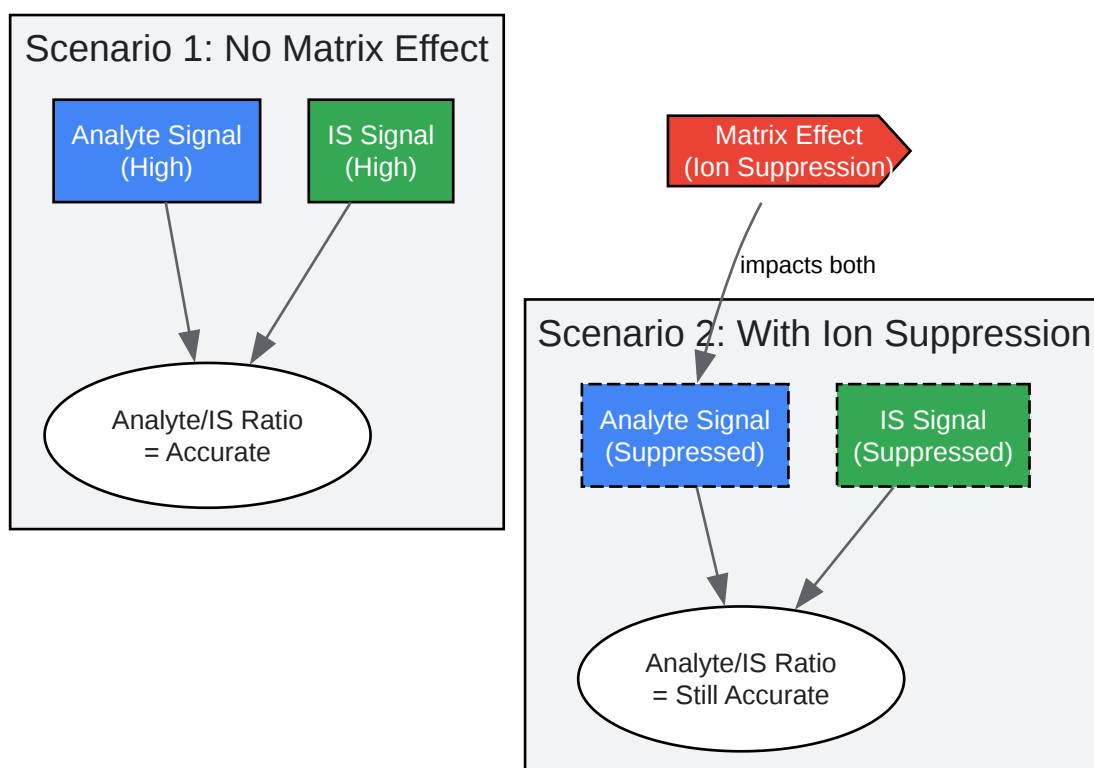 Scenario 1: No Matrix Effect
Analyte Signal
(High)
IS Signal
(High)
Analyte/IS Ratio
= Accurate
Matrix Effect
(Ion Suppression)
impacts both
Scenario 2: With Ion Suppression
Analyte Signal
(Suppressed)
IS Signal
(Suppressed)
Analyte/IS Ratio
= Still Accurate